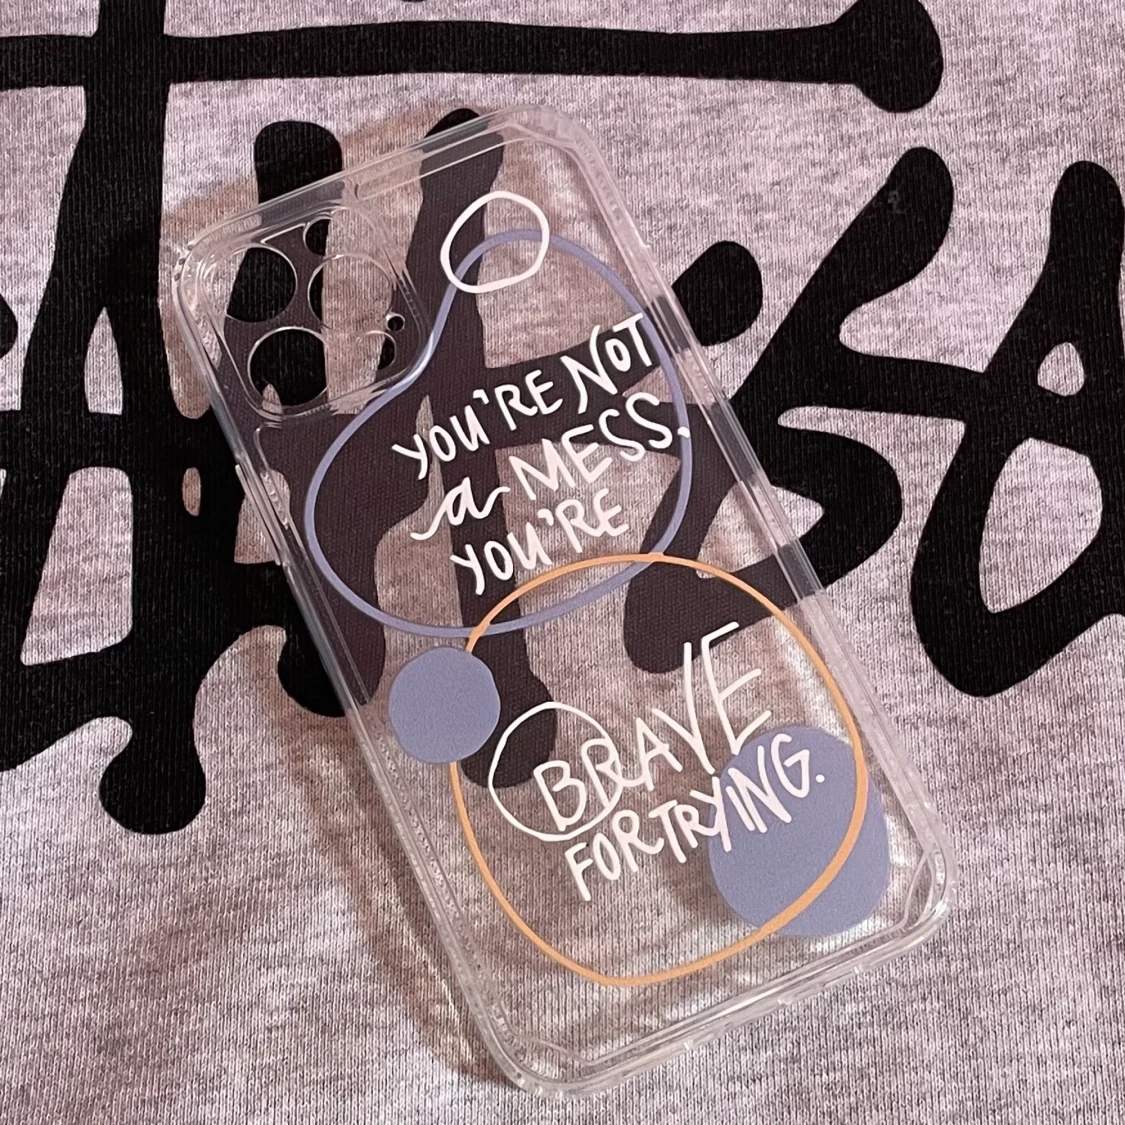 YOU'RE NOT
a MESS.
YOU'RE
BRAVE
FOR TRYING.